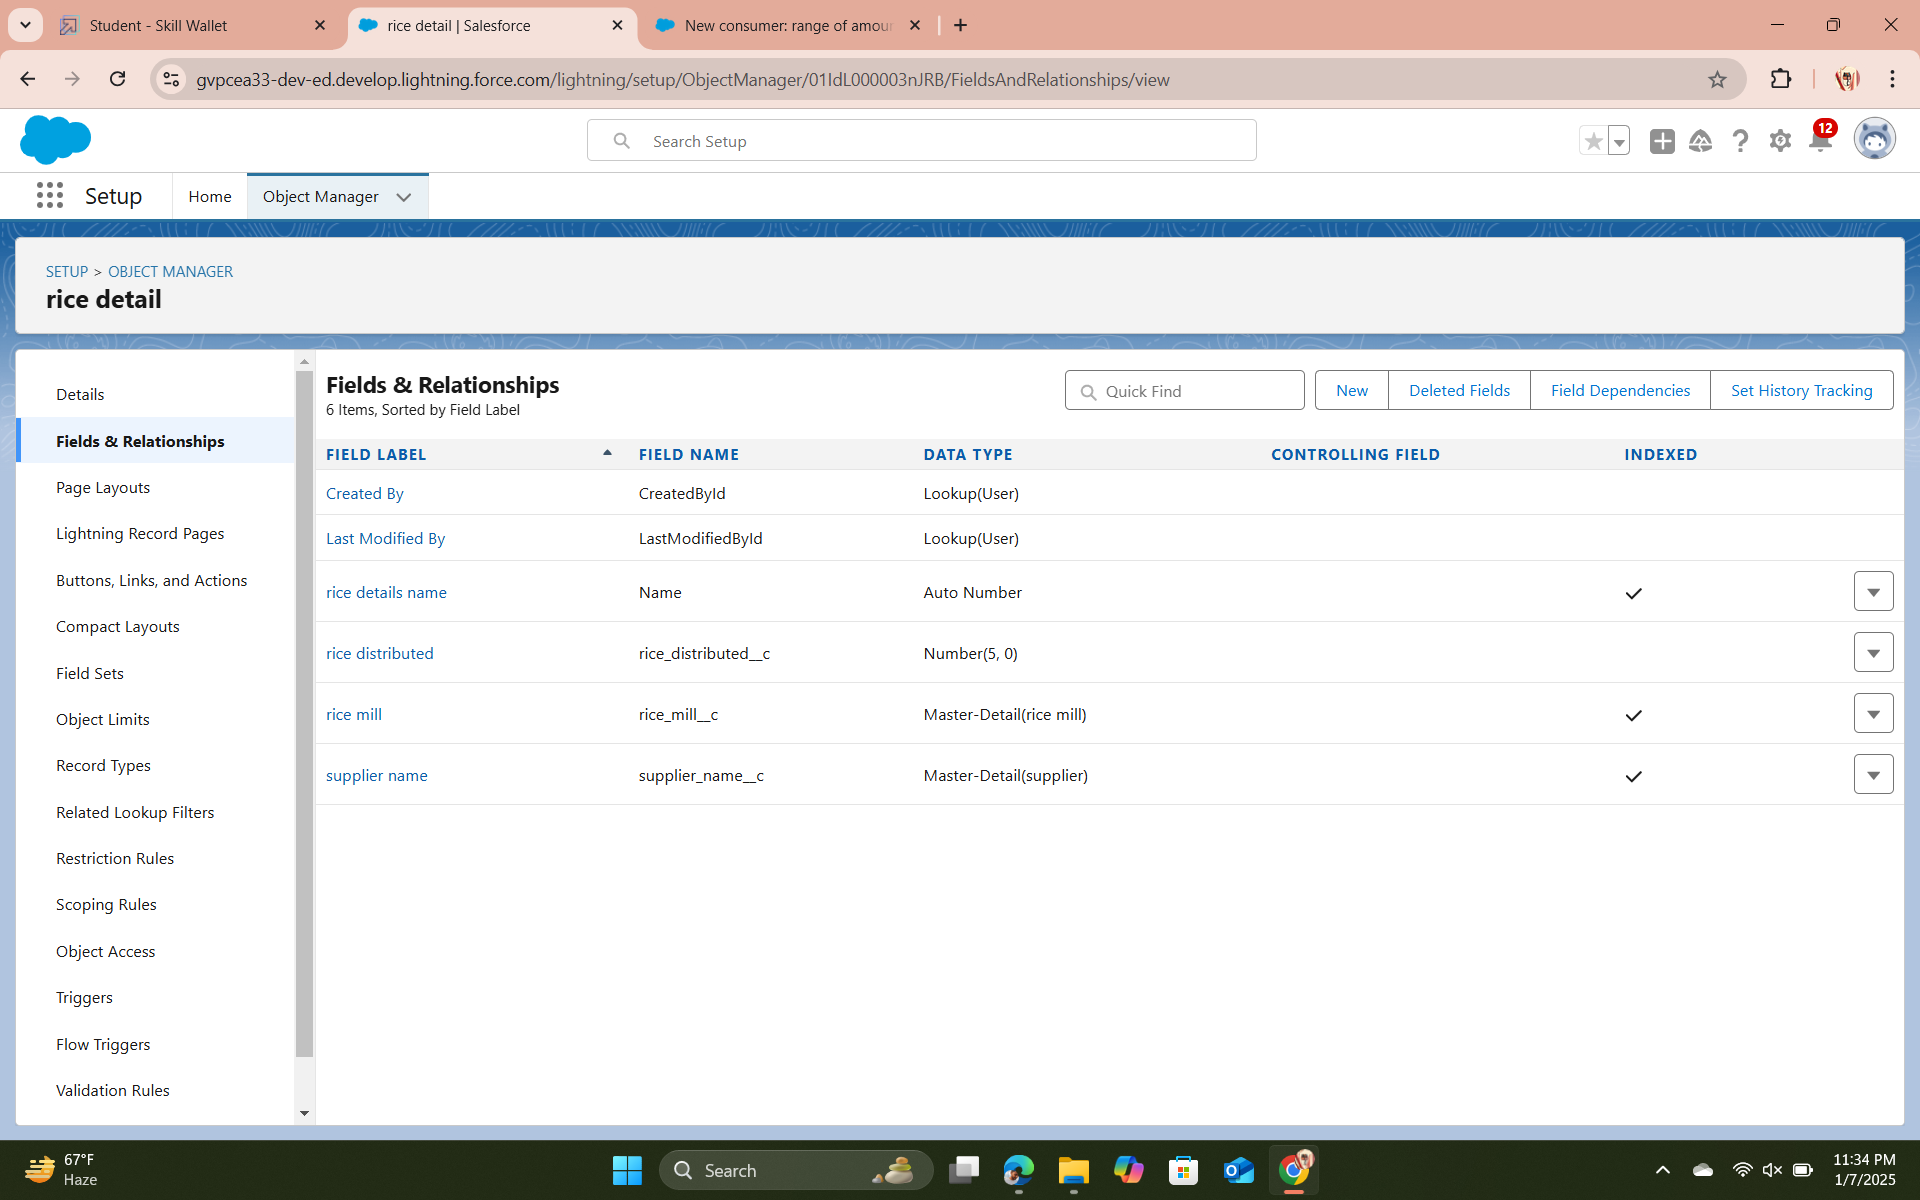 Student - Skill Wallet
rice detail | Salesforce
New consumer: range of amour
gvpcea33-dev-ed.develop.lightning.force.com/lightning/setup/ObjectManager/01IdL000003nJRB/FieldsAndRelationships/view
Search Setup
12
Setup
Home
Object Manager
SETUP > OBJECT MANAGER
rice detail
Details
Fields & Relationships
Page Layouts
Lightning Record Pages
Buttons, Links, and Actions
Compact Layouts
Field Sets
Object Limits
Record Types
Related Lookup Filters
Restriction Rules
Scoping Rules
Object Access
Triggers
Flow Triggers
Validation Rules
Fields & Relationships
6 Items, Sorted by Field Label
Quick Find
New
Deleted Fields
Field Dependencies
Set History Tracking
FIELD LABEL FIELD NAME DATA TYPE CONTROLLING FIELD INDEXED
Created By CreatedById Lookup(User)
Last Modified By LastModifiedById Lookup(User)
rice details name Name Auto Number
rice distributed rice_distributed__c Number(5, 0)
rice mill rice_mill__c Master-Detail(rice mill)
supplier name supplier_name__c Master-Detail(supplier)
67°F
Haze
Search
11:34 PM
1/7/2025